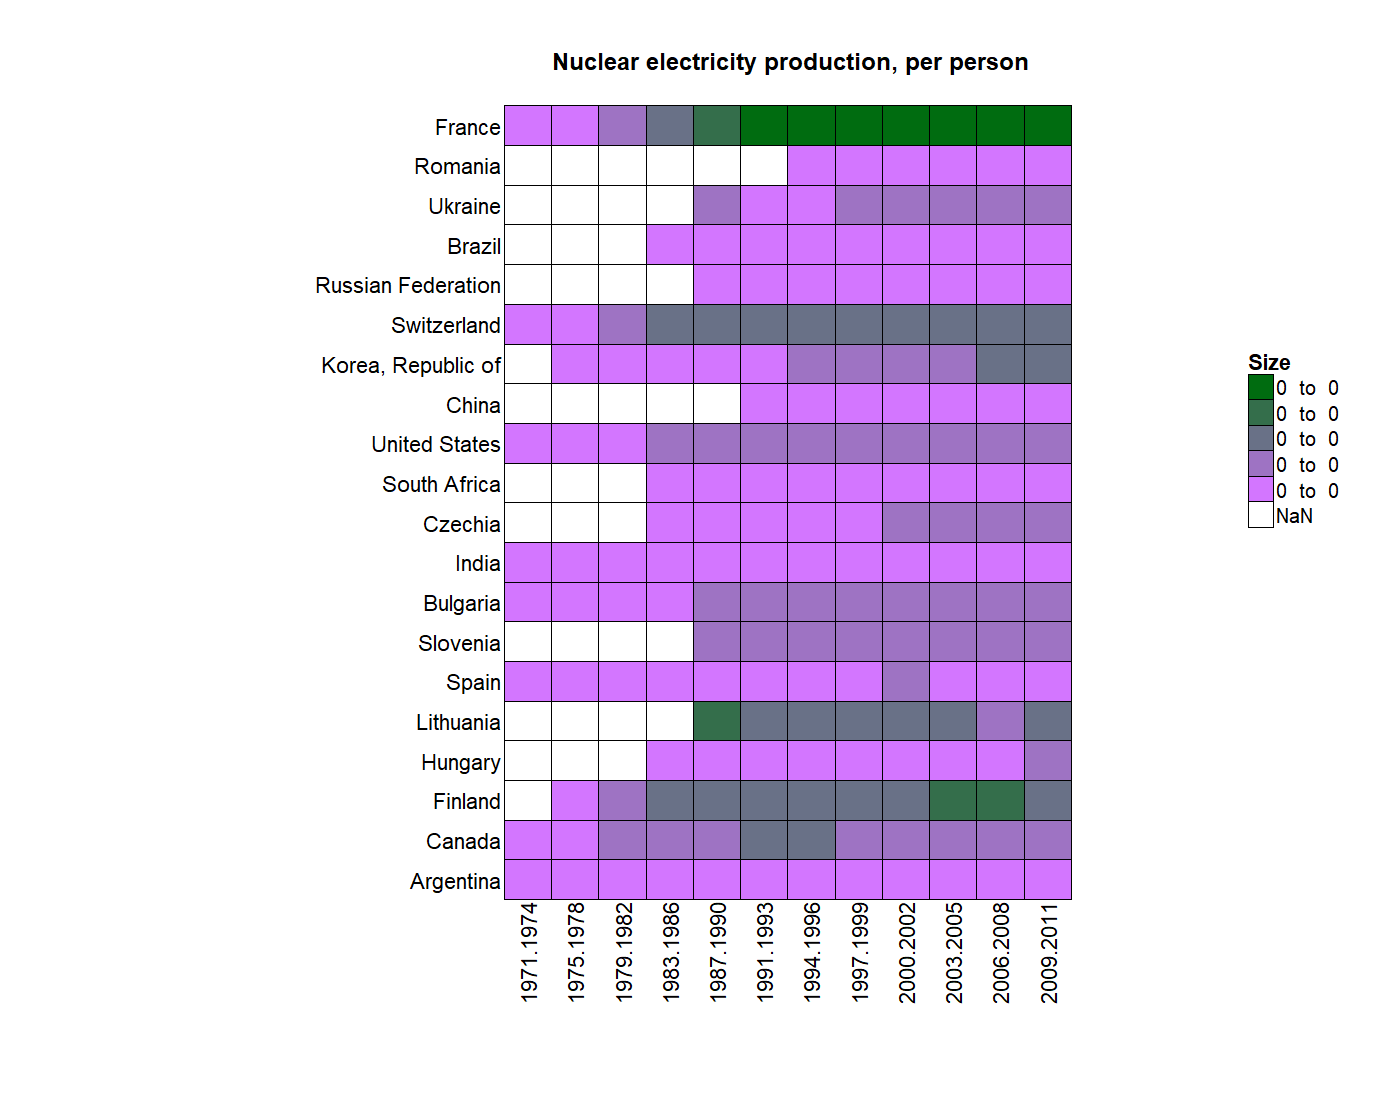 Nuclear electricity production, per person
France
Romania
Ukraine
Brazil
Russian Federation
Switzerland
Korea, Republic of
China
United States
South Africa
Czechia
India
Bulgaria
Slovenia
Spain
Lithuania
Hungary
Finland
Canada
Argentina
1971.1974
1975.1978
1979.1982
1983.1986
1987.1990
1991.1993
1994.1996
1997.1999
2000.2002
2003.2005
2006.2008
2009.2011
Size
0 to 0
0 to 0
0 to 0
0 to 0
0 to 0
NaN